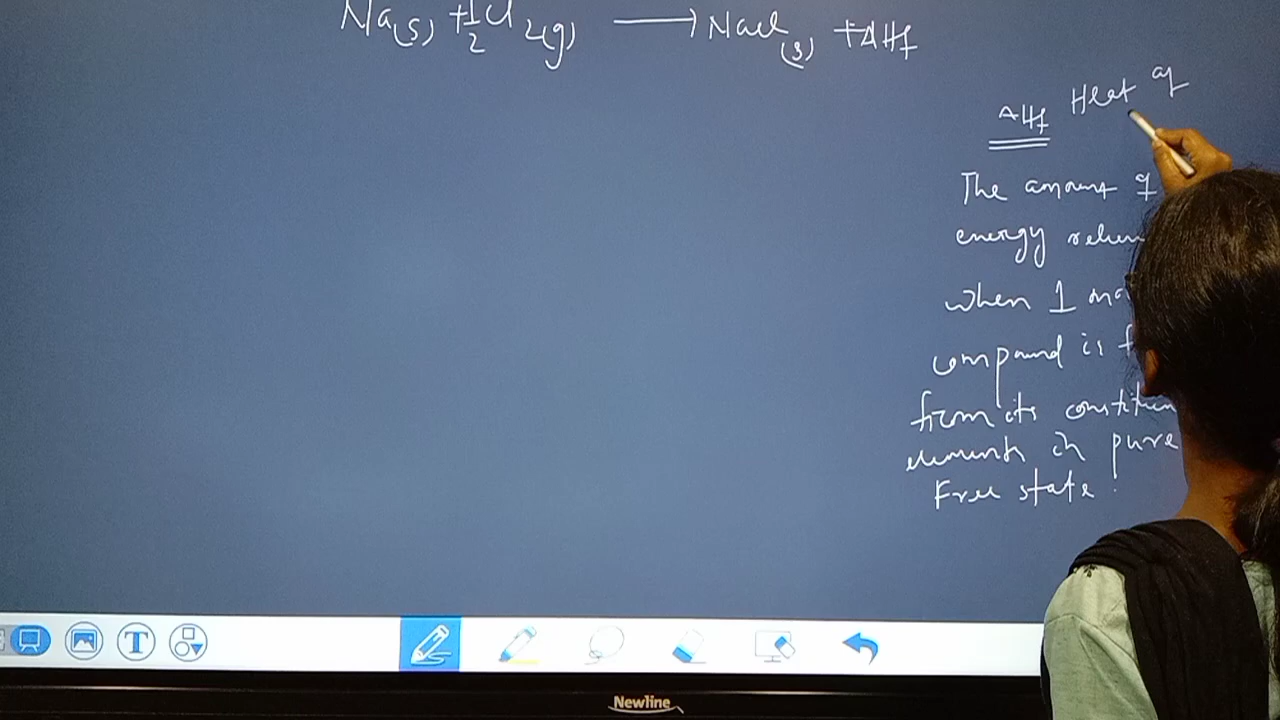 Na(s) + 1/2 Cl2(g) ⟶ NaCl(s) + ΔHf
ΔHf Heat of
The amount of
energy
when 1
compound is
from its
elements in pure
Free state.
T
Newline